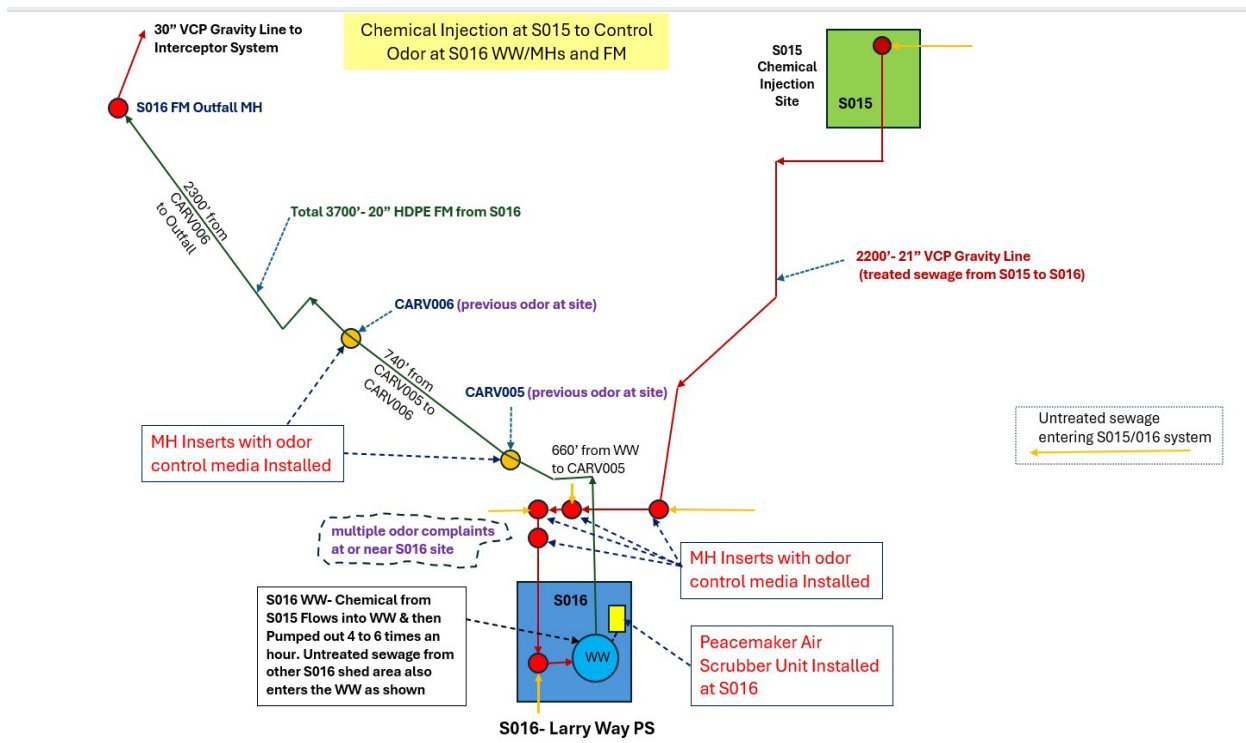 30” VCP Gravity Line to
Interceptor System
Chemical Injection at S015 to Control
Odor at S016 WW/MHs and FM
S015
Chemical
Injection
Site
S015
S016 FM Outfall MH
2300’ from
CARV006
to Outfall
Total 3700’- 20” HDPE FM from S016
2200’- 21” VCP Gravity Line
(treated sewage from S015 to S016)
CARV006 (previous odor at site)
740’ from
CARV005 to
CARV006
CARV005 (previous odor at site)
MH Inserts with odor
control media Installed
660’ from WW
to CARV005
Untreated sewage
entering S015/016 system
multiple odor complaints
at or near S016 site
MH Inserts with odor
control media Installed
S016 WW- Chemical from
S015 Flows into WW & then
Pumped out 4 to 6 times an
hour. Untreated sewage from
other S016 shed area also
enters the WW as shown
S016
WW
Peacemaker Air
Scrubber Unit Installed
at S016
S016- Larry Way PS